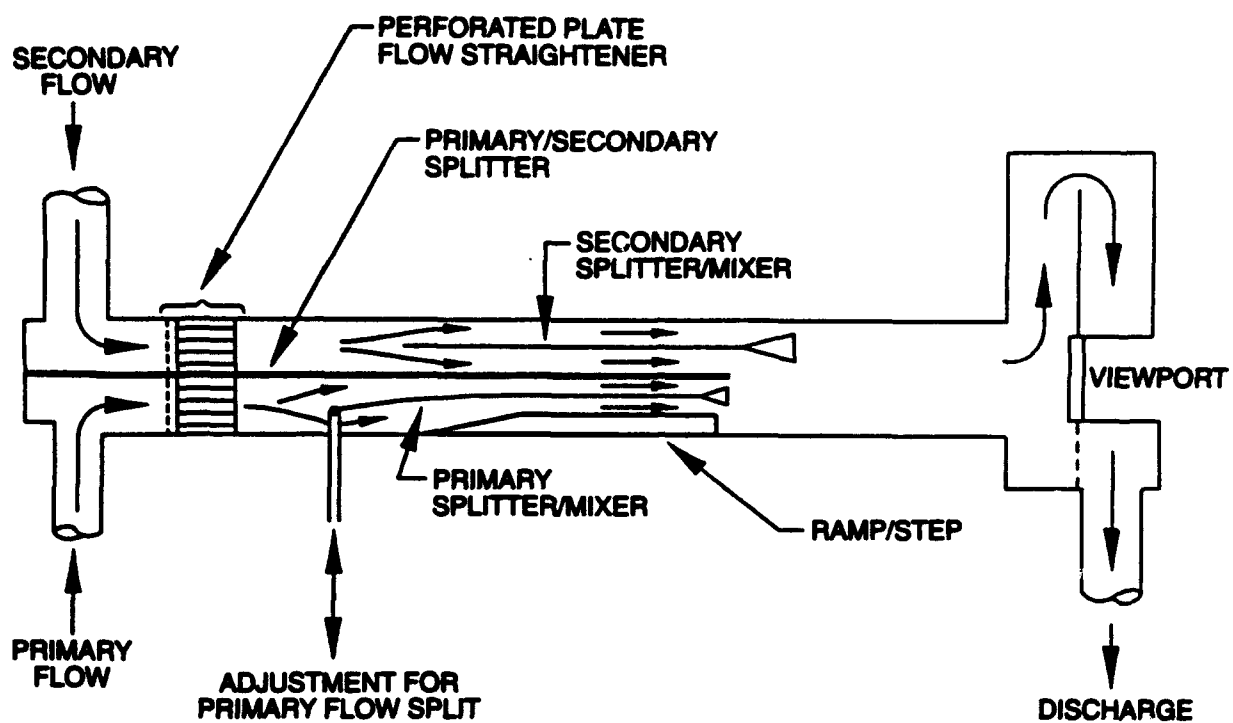 PERFORATED PLATE
FLOW STRAIGHTENER
SECONDARY
FLOW
PRIMARY/SECONDARY
SPLITTER
SECONDARY
SPLITTER/MIXER
VIEWPORT
PRIMARY
SPLITTER/MIXER
RAMP/STEP
PRIMARY
FLOW
ADJUSTMENT FOR
PRIMARY FLOW SPLIT
DISCHARGE